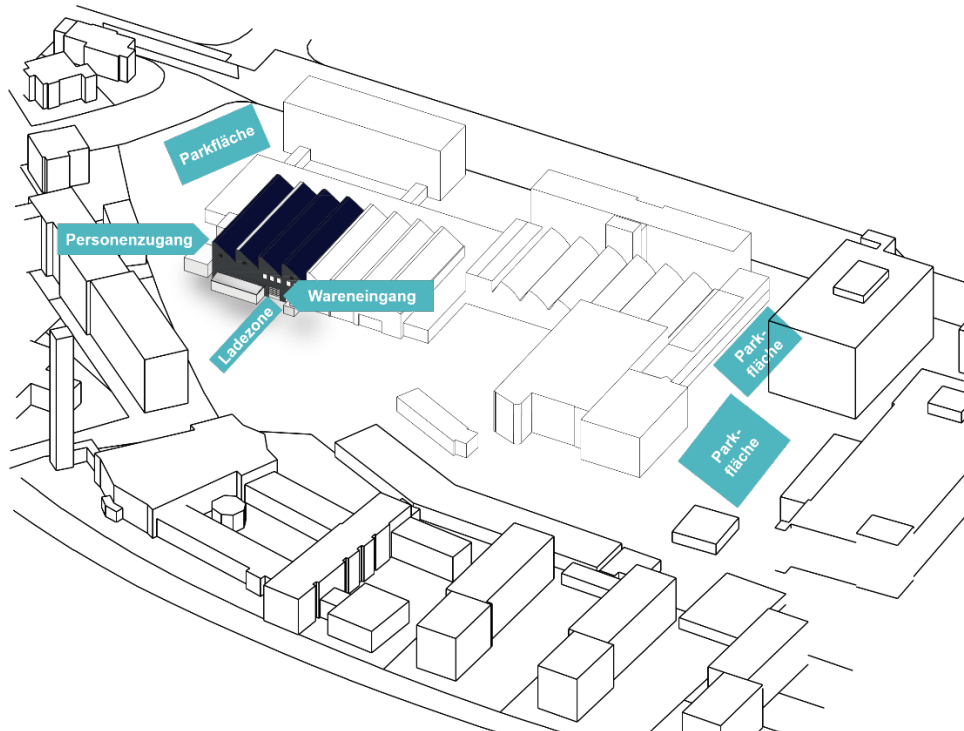 Parkfläche
Personenzugang
Wareneingang
Ladezone
Park-
fläche
Park-
fläche